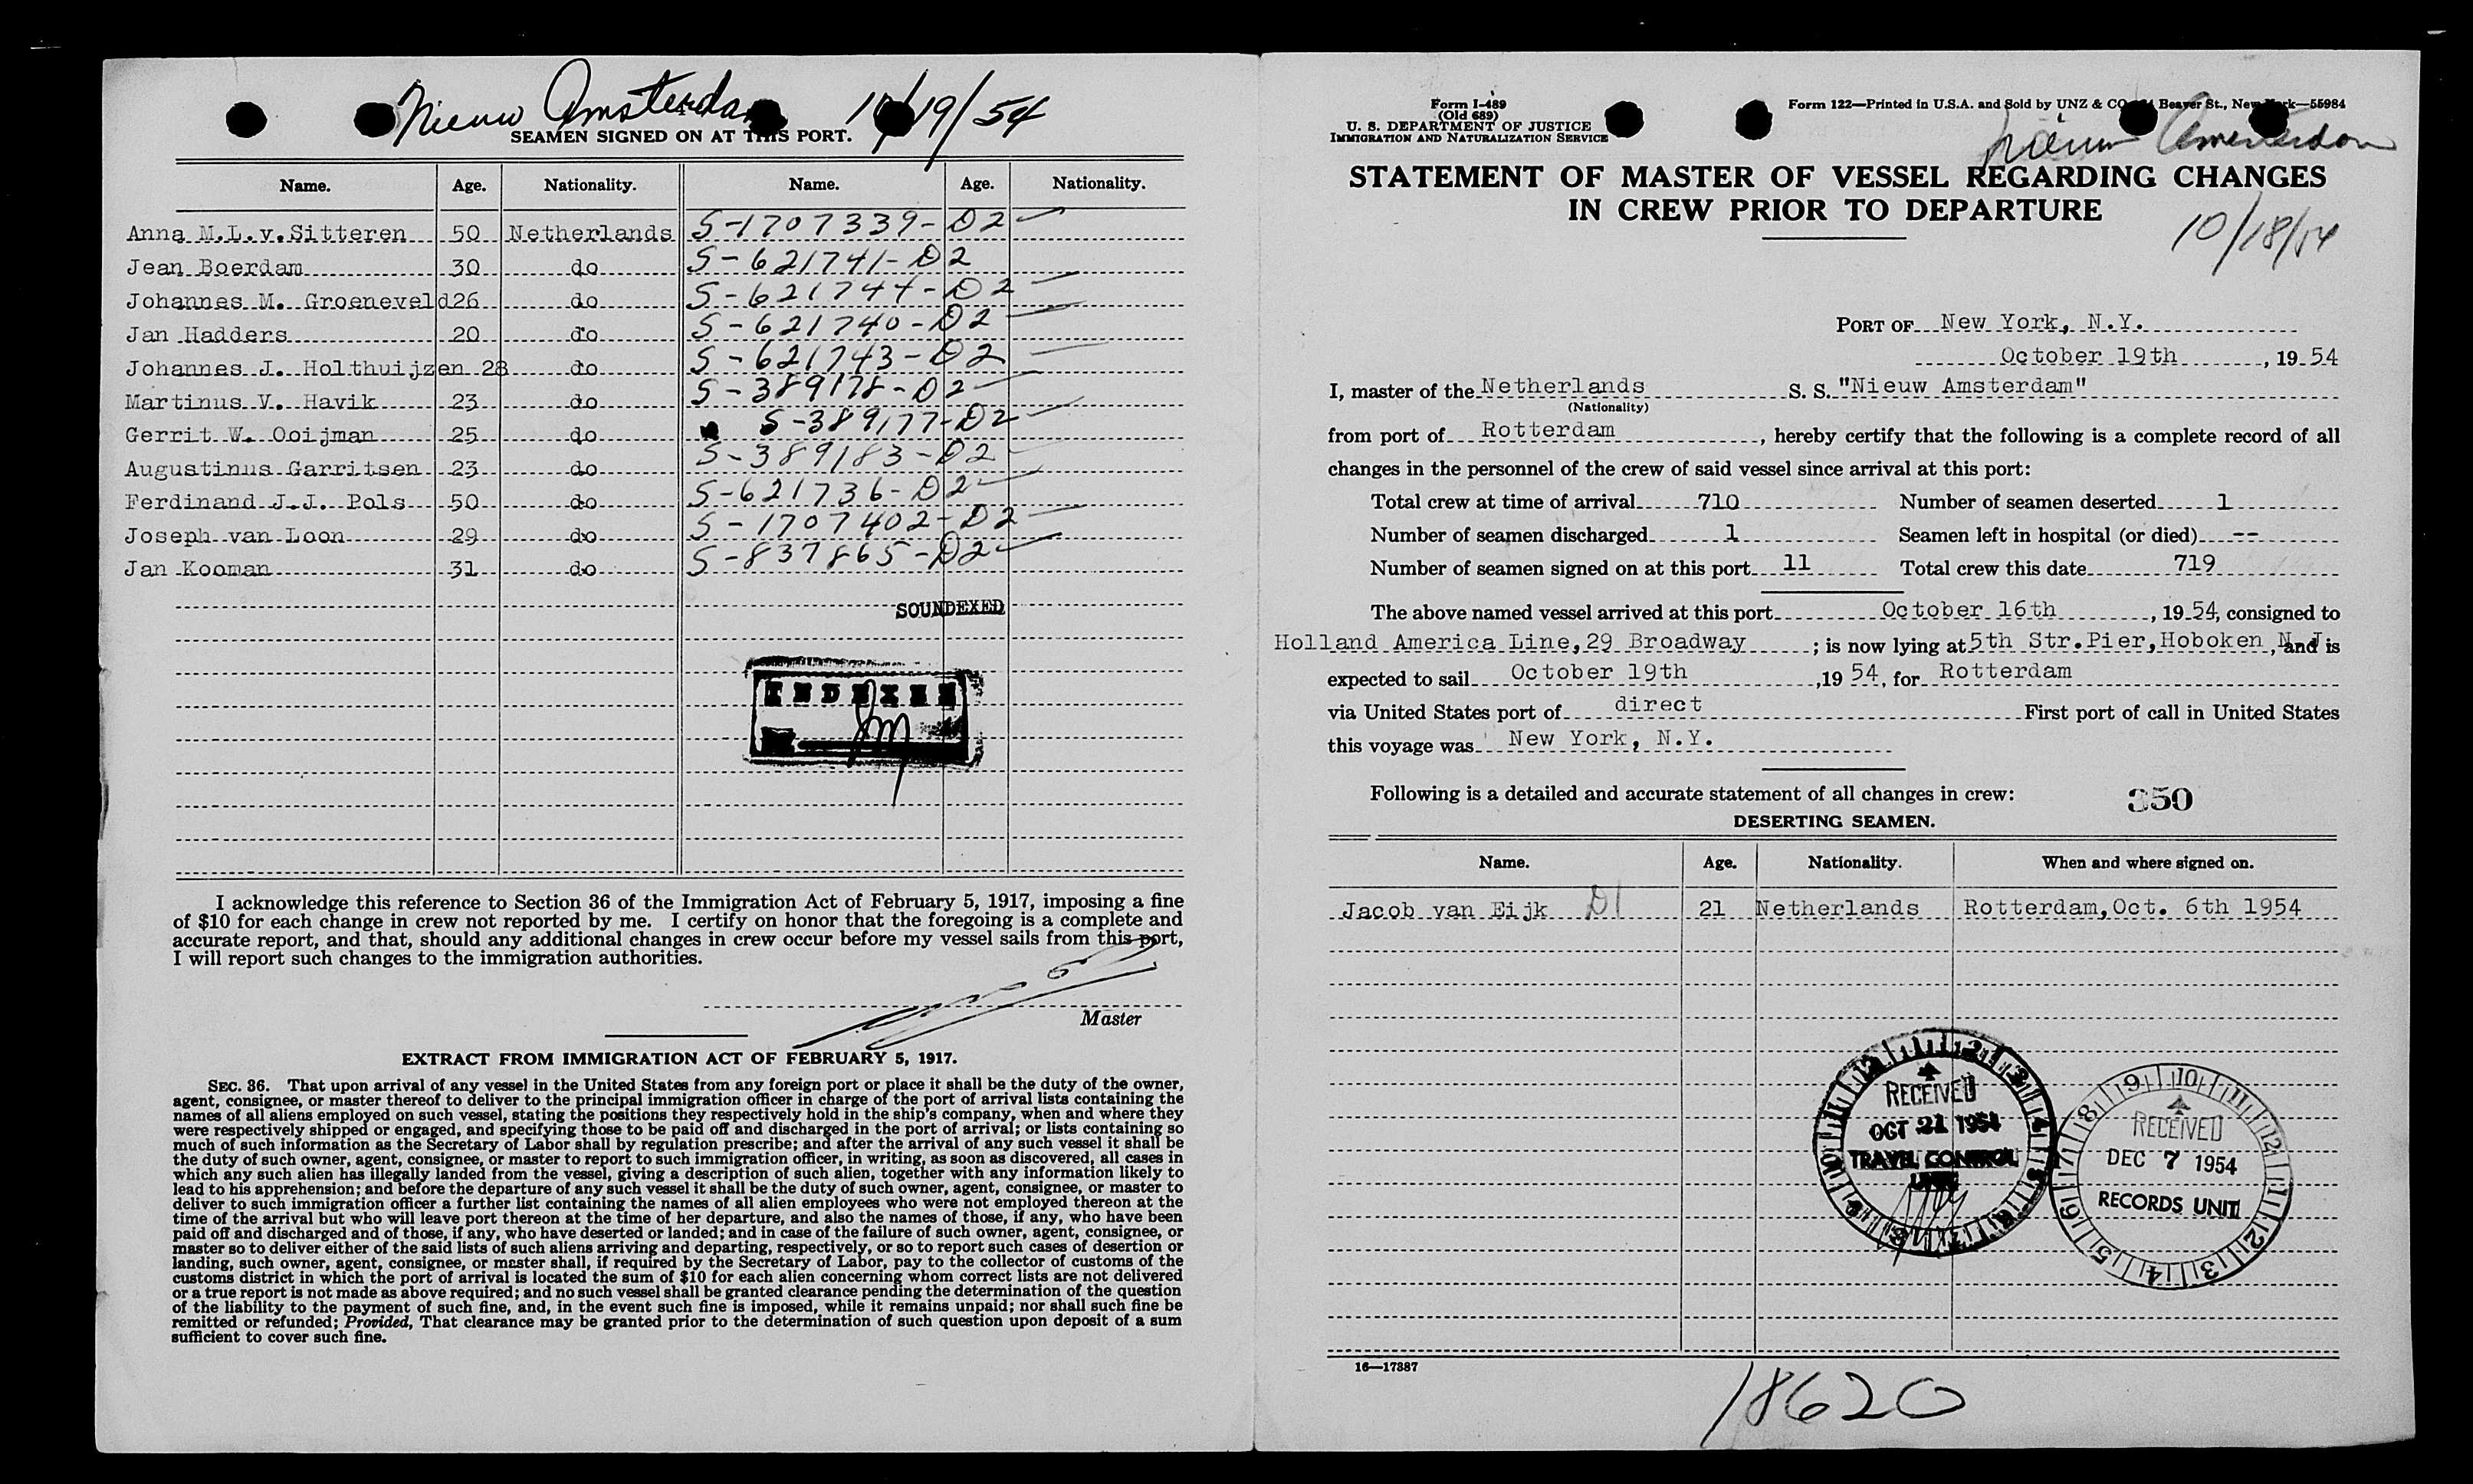 Nieuw Amsterdam 10/19/54
SEAMEN SIGNED ON AT THIS PORT.
Name. Age. Nationality. Name. Age. Nationality.
Anna M.L.v.Sitteren 50 Netherlands S-1707339-D2
Jean Boerdam 30 do S-621741-D2
Johannes M. Groeneveld 26 do S-621744-D2
Jan Hadders 20 do S-621740-D2
Johannes J. Holthuijzen 28 do S-621743-D2
Martinus V. Havik 23 do S-389178-D2
Gerrit W. Ooijman 25 do S-389177-D2
Augustinus Garritsen 23 do S-389183-D2
Ferdinand J.J. Pols 50 do S-621736-D2
Joseph van Loon 29 do S-1707402-D2
Jan Kooman 31 do S-837865-D2
SOUNDEXED
INDEXED
I acknowledge this reference to Section 36 of the Immigration Act of February 5, 1917, imposing a fine
of $10 for each change in crew not reported by me. I certify on honor that the foregoing is a complete and
accurate report, and that, should any additional changes in crew occur before my vessel sails from this port,
I will report such changes to the immigration authorities.
Master
EXTRACT FROM IMMIGRATION ACT OF FEBRUARY 5, 1917.
SEC. 36. That upon arrival of any vessel in the United States from any foreign port or place it shall be the duty of the owner,
agent, consignee, or master thereof to deliver to the principal immigration officer in charge of the port of arrival lists containing the
names of all aliens employed on such vessel, stating the positions they respectively hold in the ship's company, when and where they
were respectively shipped or engaged, and specifying those to be paid off and discharged in the port of arrival; or lists containing so
much of such information as the Secretary of Labor shall by regulation prescribe; and after the arrival of any such vessel it shall be
the duty of such owner, agent, consignee, or master to report to such immigration officer, in writing, as soon as discovered, all cases in
which any such alien has illegally landed from the vessel, giving a description of such alien, together with any information likely to
lead to his apprehension; and before the departure of any such vessel it shall be the duty of such owner, agent, consignee, or master to
deliver to such immigration officer a further list containing the names of all alien employees who were not employed thereon at the
time of the arrival but who will leave port thereon at the time of her departure, and also the names of those, if any, who have been
paid off and discharged and of those, if any, who have deserted or landed; and in case of the failure of such owner, agent, consignee, or
master so to deliver either of the said lists of such aliens arriving and departing, respectively, or so to report such cases of desertion or
landing, such owner, agent, consignee, or master shall, if required by the Secretary of Labor, pay to the collector of customs of the
customs district in which the port of arrival is located the sum of $10 for each alien concerning whom correct lists are not delivered
or a true report is not made as above required; and no such vessel shall be granted clearance pending the determination of the question
of the liability to the payment of such fine, and, in the event such fine is imposed, while it remains unpaid; nor shall such fine be
remitted or refunded; Provided, That clearance may be granted prior to the determination of such question upon deposit of a sum
sufficient to cover such fine.
Form I-489
(Old 689)
U. S. DEPARTMENT OF JUSTICE
IMMIGRATION AND NATURALIZATION SERVICE
Form 122—Printed in U.S.A. and Sold by UNZ & CO. Beaver St., New York—55984
Nieuw Amsterdam
STATEMENT OF MASTER OF VESSEL REGARDING CHANGES
IN CREW PRIOR TO DEPARTURE
10/18/54
PORT OF New York, N.Y.
October 19th, 19 54
I, master of the Netherlands S. S. "Nieuw Amsterdam"
(Nationality)
from port of Rotterdam, hereby certify that the following is a complete record of all
changes in the personnel of the crew of said vessel since arrival at this port:
Total crew at time of arrival 710 Number of seamen deserted 1
Number of seamen discharged 1 Seamen left in hospital (or died) --
Number of seamen signed on at this port 11 Total crew this date 719
The above named vessel arrived at this port October 16th, 19 54, consigned to
Holland America Line,29 Broadway ; is now lying at 5th Str.Pier,Hoboken ,N.J. and is
expected to sail October 19th ,19 54, for Rotterdam
via United States port of direct First port of call in United States
this voyage was New York, N.Y.
Following is a detailed and accurate statement of all changes in crew: 350
DESERTING SEAMEN.
Name. Age. Nationality. When and where signed on.
Jacob van Eijk D1 21 Netherlands Rotterdam,Oct. 6th 1954
RECEIVED
OCT 21 1954
TRAVEL CONTROL
UNIT
RECEIVED
DEC 7 1954
RECORDS UNIT
16—17387
18620